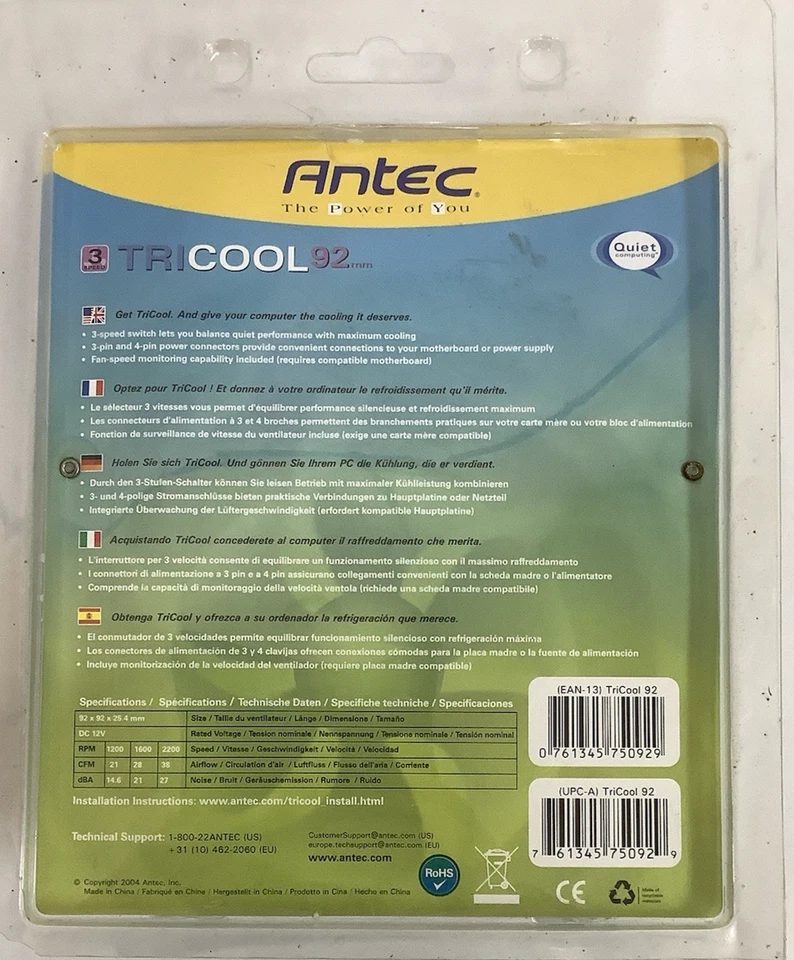 Antec®
The Power of You
3 SPEED TRICOOL 92mm
Quiet
computing™
Get TriCool. And give your computer the cooling it deserves.
• 3-speed switch lets you balance quiet performance with maximum cooling
• 3-pin and 4-pin power connectors provide convenient connections to your motherboard or power supply
• Fan-speed monitoring capability included (requires compatible motherboard)
Optez pour TriCool ! Et donnez à votre ordinateur le refroidissement qu'il mérite.
• Le sélecteur 3 vitesses vous permet d'équilibrer performance silencieuse et refroidissement maximum
• Les connecteurs d'alimentation à 3 et 4 broches permettent des branchements pratiques sur votre carte mère ou votre bloc d'alimentation
• Fonction de surveillance de vitesse du ventilateur incluse (exige une carte mère compatible)
Holen Sie sich TriCool. Und gönnen Sie Ihrem PC die Kühlung, die er verdient.
• Durch den 3-Stufen-Schalter können Sie leisen Betrieb mit maximaler Kühlleistung kombinieren
• 3- und 4-polige Stromanschlüsse bieten praktische Verbindungen zu Hauptplatine oder Netzteil
• Integrierte Überwachung der Lüftergeschwindigkeit (erfordert kompatible Hauptplatine)
Acquistando TriCool concederete al computer il raffreddamento che merita.
• L'interruttore per 3 velocità consente di equilibrare un funzionamento silenzioso con il massimo raffreddamento
• I connettori di alimentazione a 3 pin e a 4 pin assicurano collegamenti convenienti con la scheda madre o l'alimentatore
• Comprende la capacità di monitoraggio della velocità ventola (richiede una scheda madre compatibile)
Obtenga TriCool y ofrezca a su ordenador la refrigeración que merece.
• El conmutador de 3 velocidades permite equilibrar funcionamiento silencioso con refrigeración máxima
• Los conectores de alimentación de 3 y 4 clavijas ofrecen conexiones cómodas para la placa madre o la fuente de alimentación
• Incluye monitorización de la velocidad del ventilador (requiere placa madre compatible)
Specifications / Spécifications / Technische Daten / Specifiche techniche / Specificaciones
92 x 92 x 25.4 mm Size / Taille du ventilateur / Länge / Dimensione / Tamaño
DC 12V Rated Voltage / Tension nominale / Nennspannung / Tensione nominale / Tensión nominal
RPM 1200 1600 2200 Speed / Vitesse / Geschwindigkeit / Velocità / Velocidad
CFM 21 28 36 Airflow / Circulation d'air / Luftfluss / Flusso dell'aria / Corriente
dBA 14.6 21 27 Noise / Bruit / Geräuschemission / Rumore / Ruido
Installation Instructions: www.antec.com/tricool_install.html
(EAN-13) TriCool 92
0 761345 750929
(UPC-A) TriCool 92
7 61345 75092 9
Technical Support: 1-800-22ANTEC (US)
+31 (10) 462-2060 (EU)
CustomerSupport@antec.com (US)
europe.techsupport@antec.com (EU)
www.antec.com
RoHS
CE
Made of
recyclable
materials
© Copyright 2004 Antec, Inc.
Made in China / Fabriqué en Chine / Hergestellt in China / Prodotto in Cina / Hecho en China